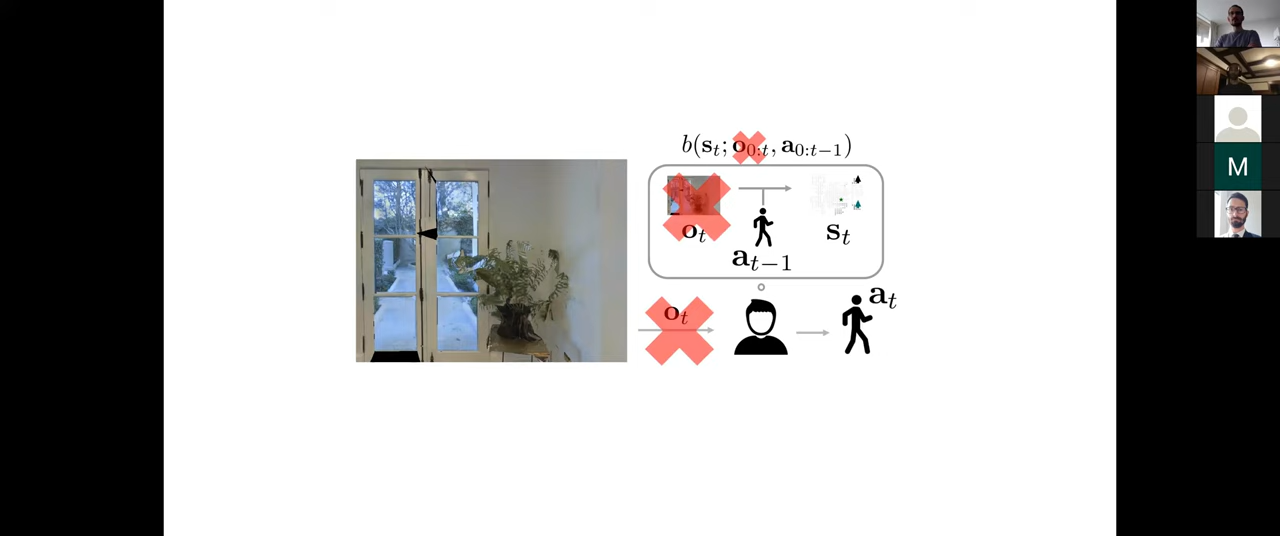 b(s_t; o_{0:t}, a_{0:t−1})
o_t
a_{t−1}
s_t
o_t
a_t
M